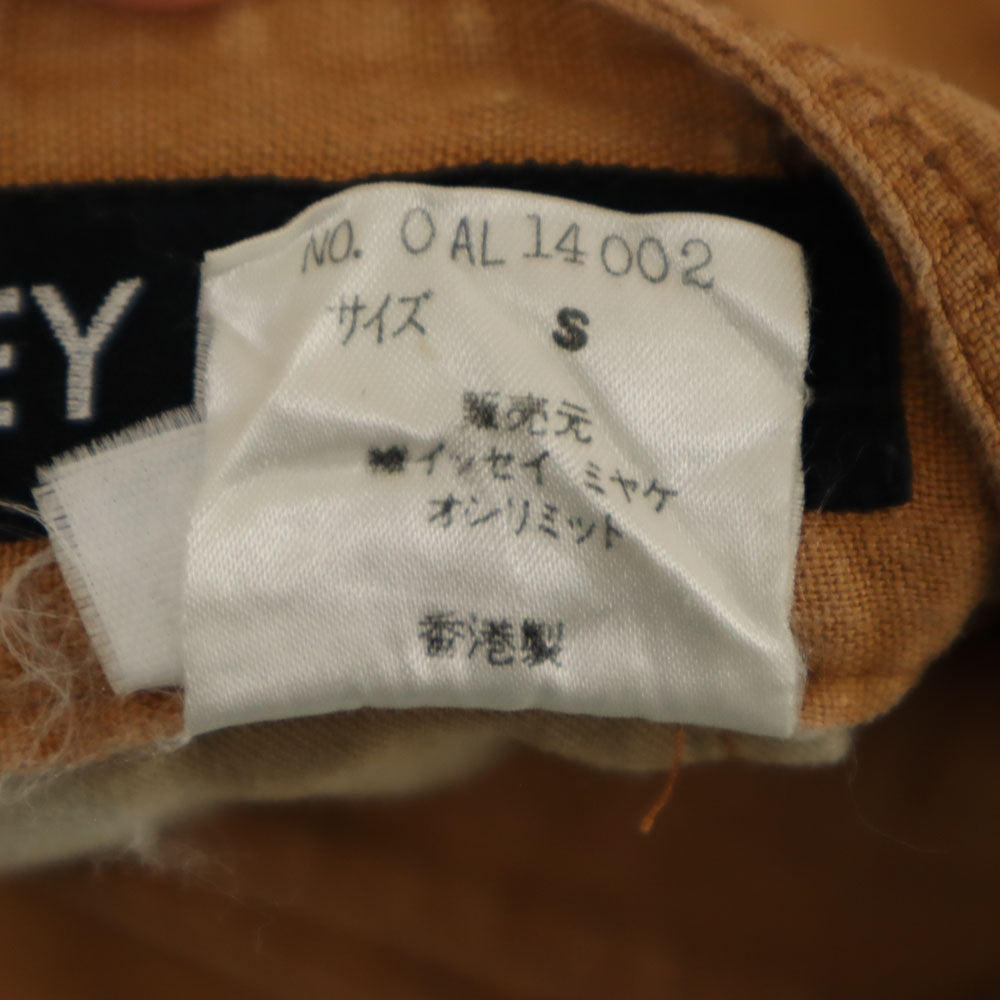 NO. 0AL14002
サイズ S
EY
販売元
㈱イッセイ ミヤケ
オンリミット
香港製